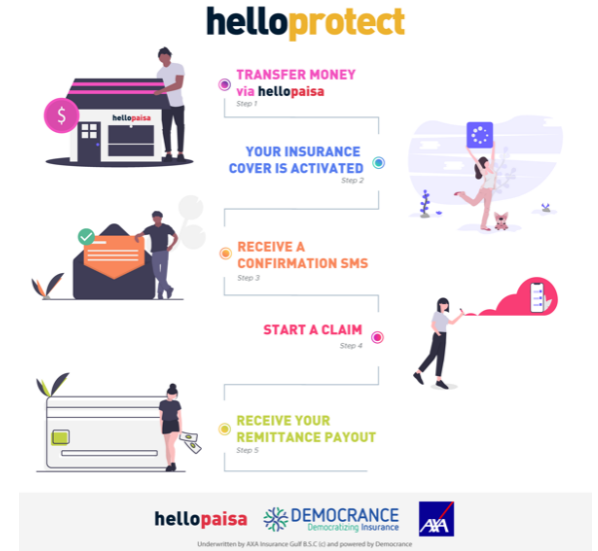 helloprotect
TRANSFER MONEY
via hellopaisa
Step 1
$
hellopaisa
YOUR INSURANCE
COVER IS ACTIVATED
Step 2
RECEIVE A
CONFIRMATION SMS
Step 3
START A CLAIM
Step 4
RECEIVE YOUR
REMITTANCE PAYOUT
Step 5
hellopaisa
DEMOCRANCE
Democratizing Insurance
AXA
Underwritten by AXA Insurance Gulf B.S.C (c) and powered by Democrance